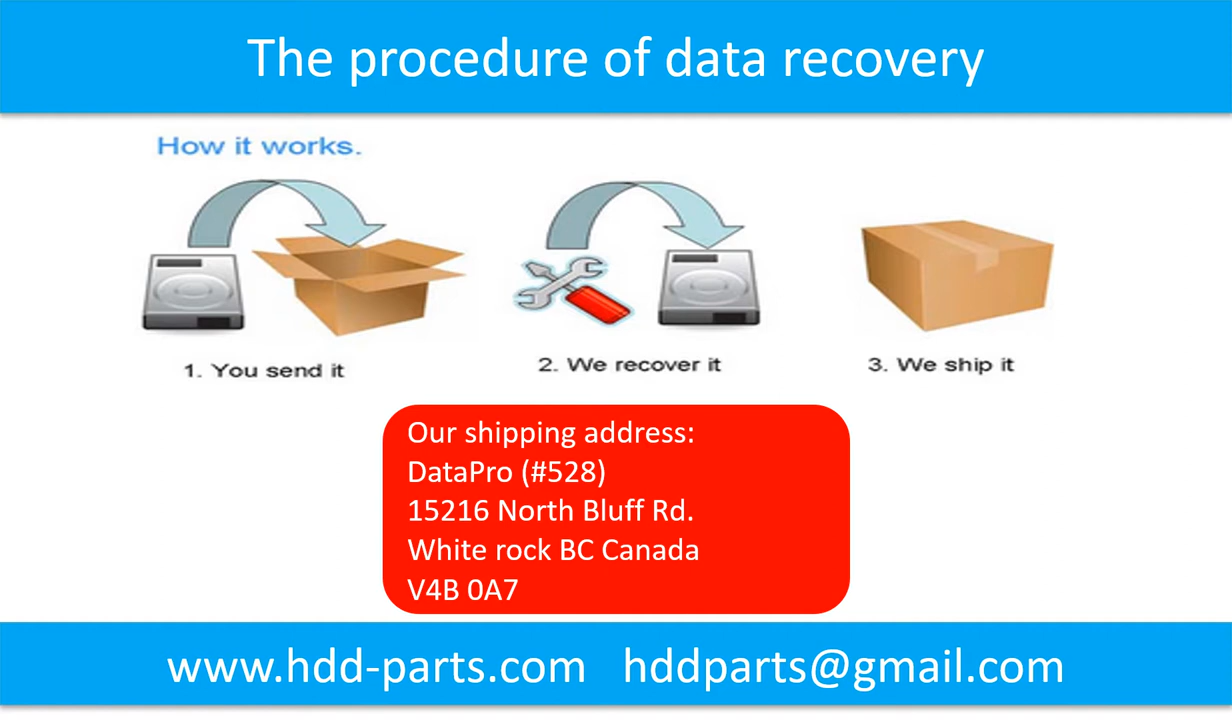 The procedure of data recovery
How it works.
1. You send it
2. We recover it
3. We ship it
Our shipping address:
DataPro (#528)
15216 North Bluff Rd.
White rock BC Canada
V4B 0A7
www.hdd-parts.com hddparts@gmail.com